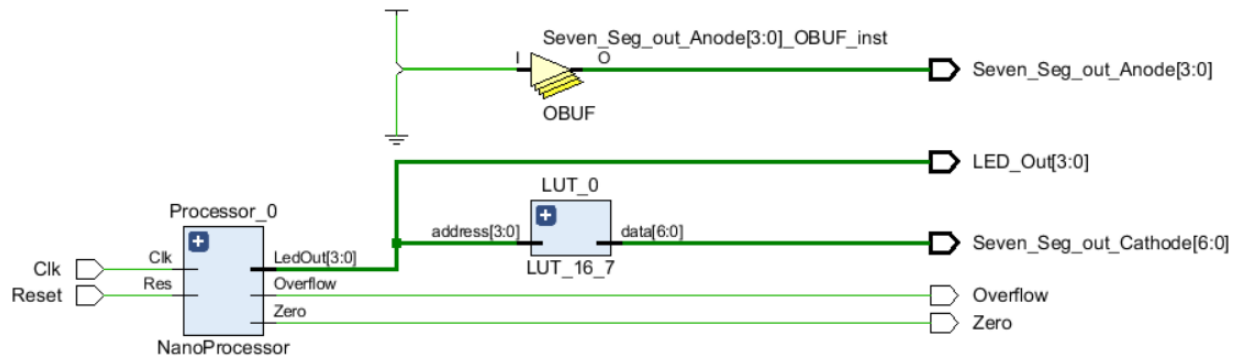 Seven_Seg_out_Anode[3:0]_OBUF_inst
I
O
Seven_Seg_out_Anode[3:0]
OBUF
LED_Out[3:0]
LUT_0
Processor_0
address[3:0]
data[6:0]
Seven_Seg_out_Cathode[6:0]
LUT_16_7
Clk
Clk
LedOut[3:0]
Reset
Res
Overflow
Overflow
Zero
Zero
NanoProcessor